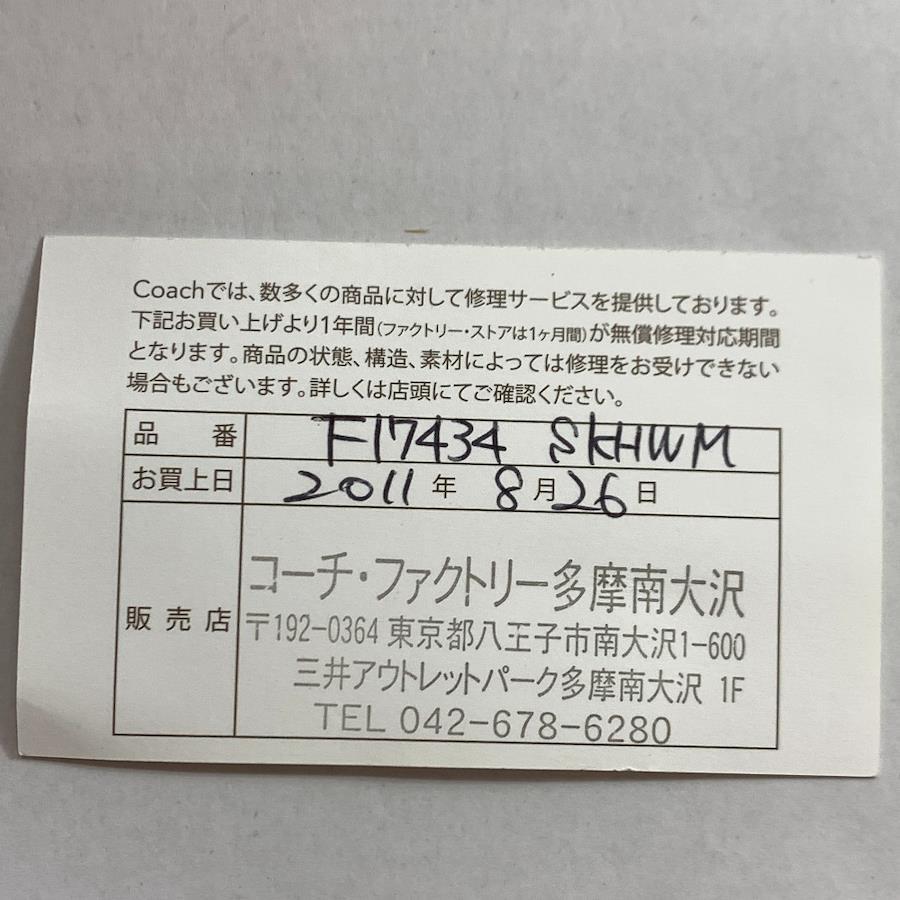 Coachでは、数多くの商品に対して修理サービスを提供しております。
下記お買い上げより1年間(ファクトリー・ストアは1ヶ月間)が無償修理対応期間
となります。商品の状態、構造、素材によっては修理をお受けできない
場合もございます。詳しくは店頭にてご確認ください。
品 番 F17434 SKHWM
お買上日 2011 年 8 月 26 日
販 売 店
コーチ・ファクトリー多摩南大沢
〒192-0364 東京都八王子市南大沢1-600
三井アウトレットパーク多摩南大沢 1F
TEL 042-678-6280